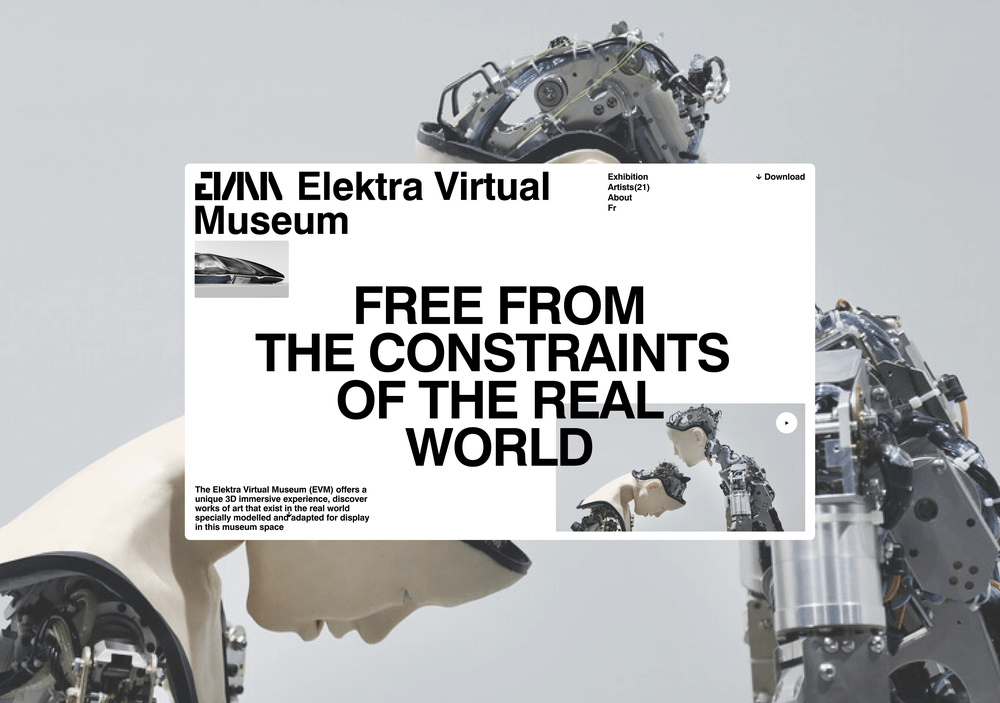 EVM Elektra Virtual
Museum
Exhibition
Artists(21)
About
Fr
↓ Download
FREE FROM
THE CONSTRAINTS
OF THE REAL
WORLD
The Elektra Virtual Museum (EVM) offers a
unique 3D immersive experience, discover
works of art that exist in the real world
specially modelled and adapted for display
in this museum space